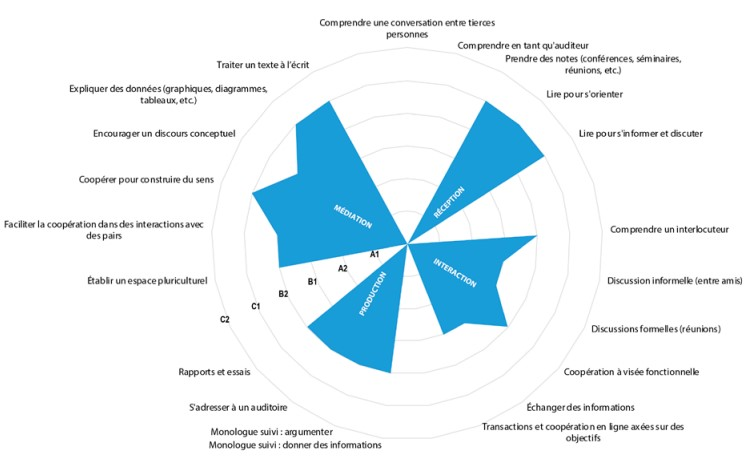 Comprendre une conversation entre tierces
personnes
Comprendre en tant qu'auditeur
Prendre des notes (conférences, séminaires,
réunions, etc.)
Lire pour s'orienter
Lire pour s'informer et discuter
Comprendre un interlocuteur
Discussion informelle (entre amis)
Discussions formelles (réunions)
Coopération à visée fonctionnelle
Échanger des informations
Transactions et coopération en ligne axées sur des
objectifs
Monologue suivi : donner des informations
Monologue suivi : argumenter
S'adresser à un auditoire
Rapports et essais
Établir un espace pluriculturel
Faciliter la coopération dans des interactions avec
des pairs
Coopérer pour construire du sens
Encourager un discours conceptuel
Expliquer des données (graphiques, diagrammes,
tableaux, etc.)
Traiter un texte à l'écrit
RÉCEPTION
INTERACTION
PRODUCTION
MÉDIATION
A1
A2
B1
B2
C1
C2